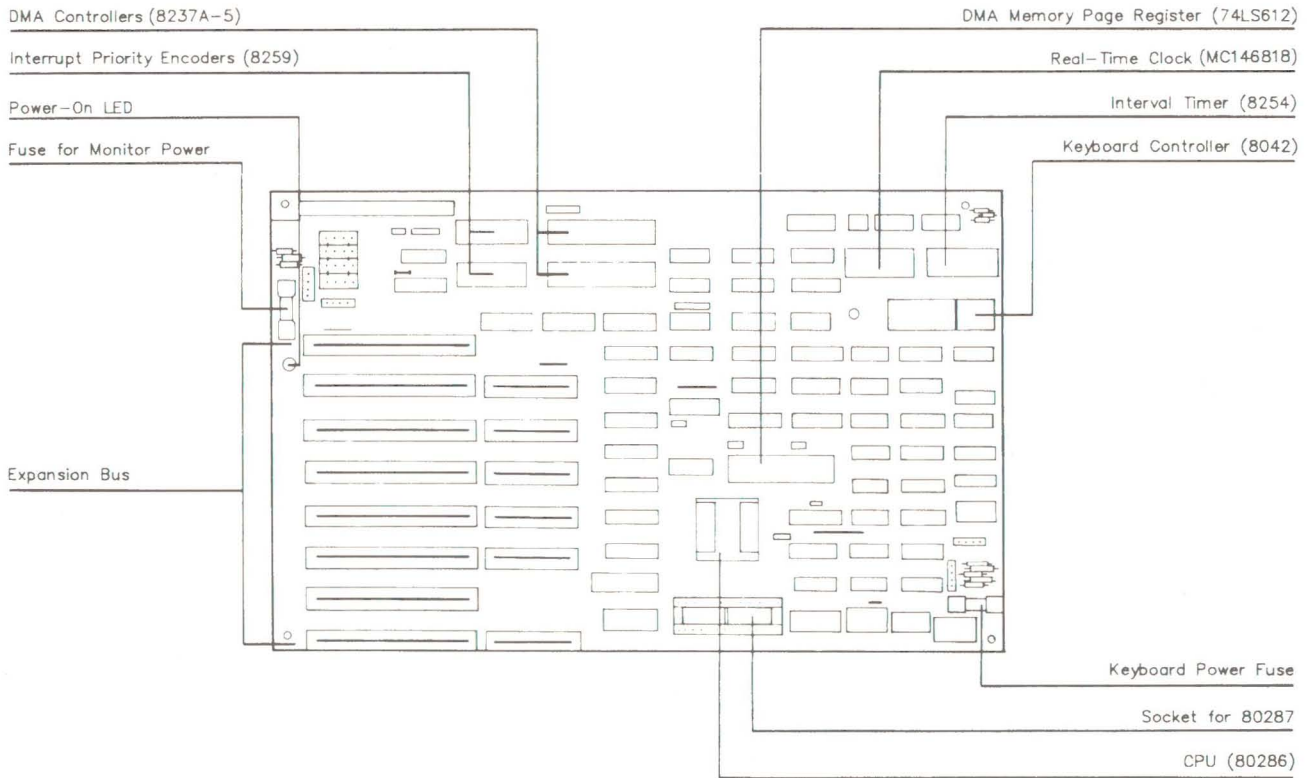 DMA Controllers (8237A-5)
Interrupt Priority Encoders (8259)
Power-On LED
Fuse for Monitor Power
Expansion Bus
DMA Memory Page Register (74LS612)
Real-Time Clock (MC146818)
Interval Timer (8254)
Keyboard Controller (8042)
Keyboard Power Fuse
Socket for 80287
CPU (80286)